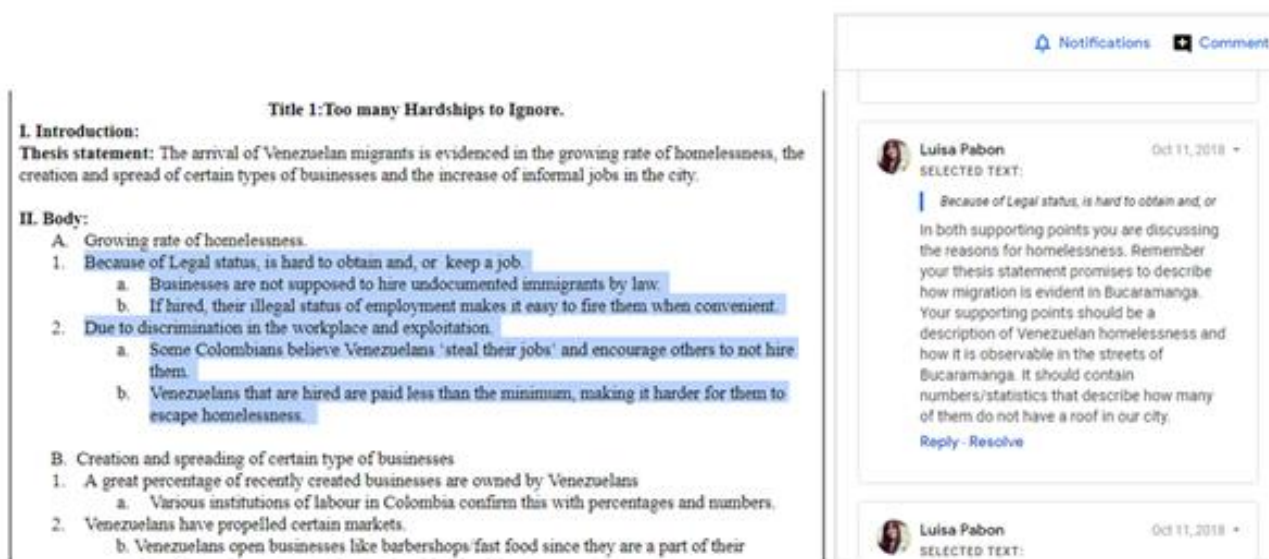 Notifications Comment
Title 1:Too many Hardships to Ignore.
I. Introduction:
Thesis statement: The arrival of Venezuelan migrants is evidenced in the growing rate of homelessness, the
creation and spread of certain types of businesses and the increase of informal jobs in the city.
II. Body:
A. Growing rate of homelessness.
1. Because of Legal status, is hard to obtain and, or keep a job.
a. Businesses are not supposed to hire undocumented immigrants by law.
b. If hired, their illegal status of employment makes it easy to fire them when convenient.
2. Due to discrimination in the workplace and exploitation.
a. Some Colombians believe Venezuelans ‘steal their jobs’ and encourage others to not hire
them.
b. Venezuelans that are hired are paid less than the minimum, making it harder for them to
escape homelessness.
B. Creation and spreading of certain type of businesses
1. A great percentage of recently created businesses are owned by Venezuelans
a. Various institutions of labour in Colombia confirm this with percentages and numbers.
2. Venezuelans have propelled certain markets.
b. Venezuelans open businesses like barbershops/fast food since they are a part of their
Luisa Pabon Oct 11, 2018
SELECTED TEXT:
Because of Legal status, is hard to obtain and, or
In both supporting points you are discussing
the reasons for homelessness. Remember
your thesis statement promises to describe
how migration is evident in Bucaramanga.
Your supporting points should be a
description of Venezuelan homelessness and
how it is observable in the streets of
Bucaramanga. It should contain
numbers/statistics that describe how many
of them do not have a roof in our city.
Reply - Resolve
Luisa Pabon Oct 11, 2018
SELECTED TEXT: